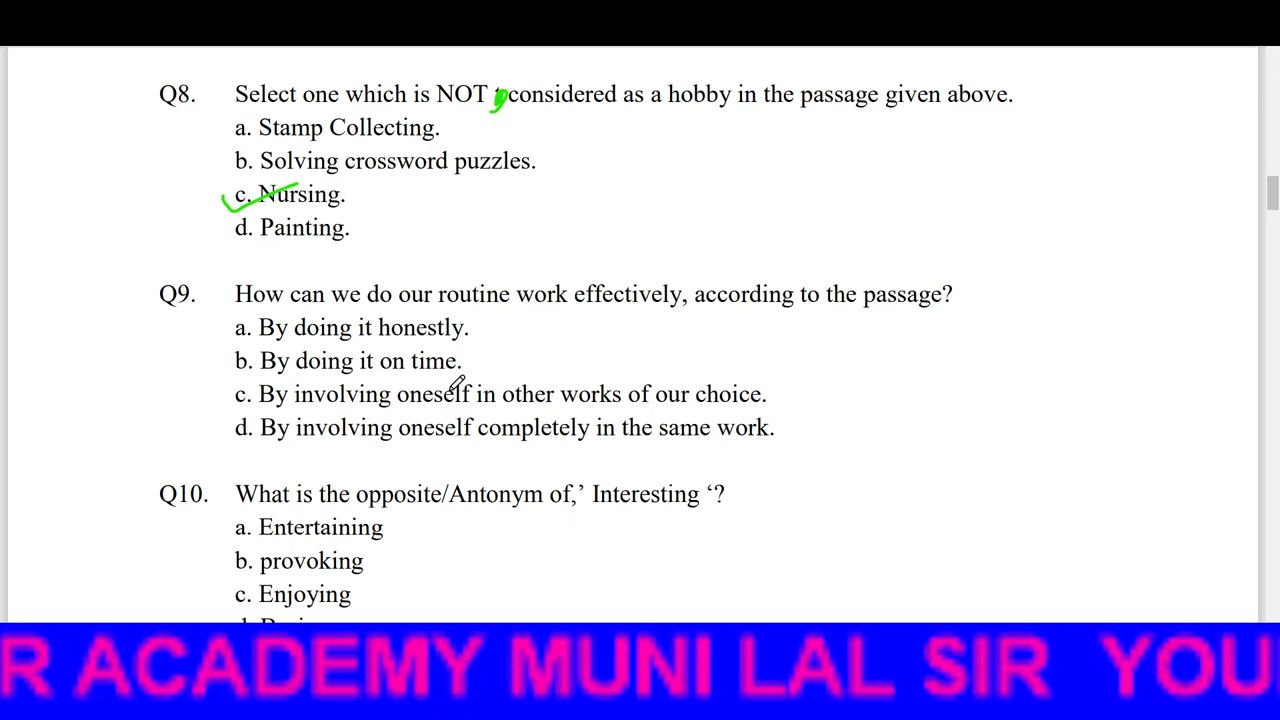 Q8. Select one which is NOT considered as a hobby in the passage given above.
a. Stamp Collecting.
b. Solving crossword puzzles.
c. Nursing.
d. Painting.
Q9. How can we do our routine work effectively, according to the passage?
a. By doing it honestly.
b. By doing it on time.
c. By involving oneself in other works of our choice.
d. By involving oneself completely in the same work.
Q10. What is the opposite/Antonym of,’ Interesting ‘?
a. Entertaining
b. provoking
c. Enjoying
d.
R ACADEMY MUNI LAL SIR YOU